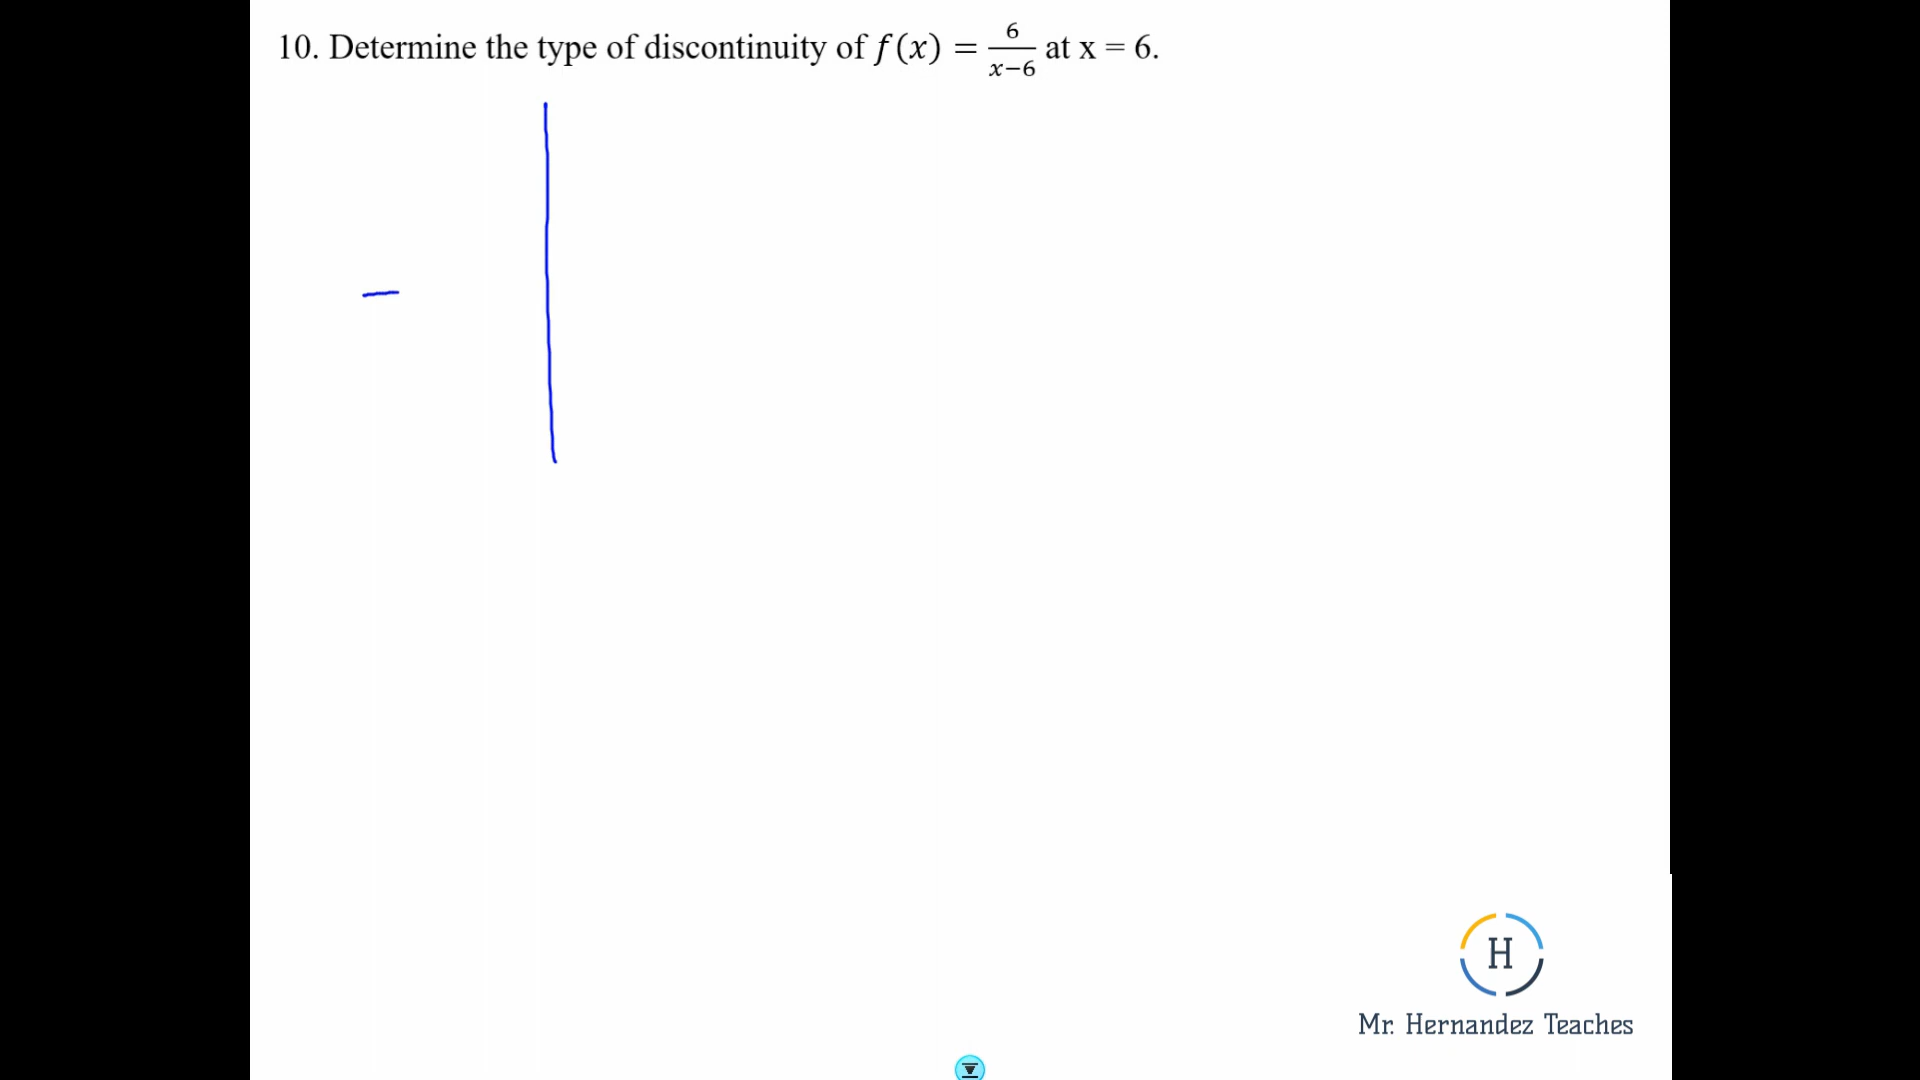 10. Determine the type of discontinuity of f(x) = 6/(x−6) at x = 6.
H
Mr. Hernandez Teaches